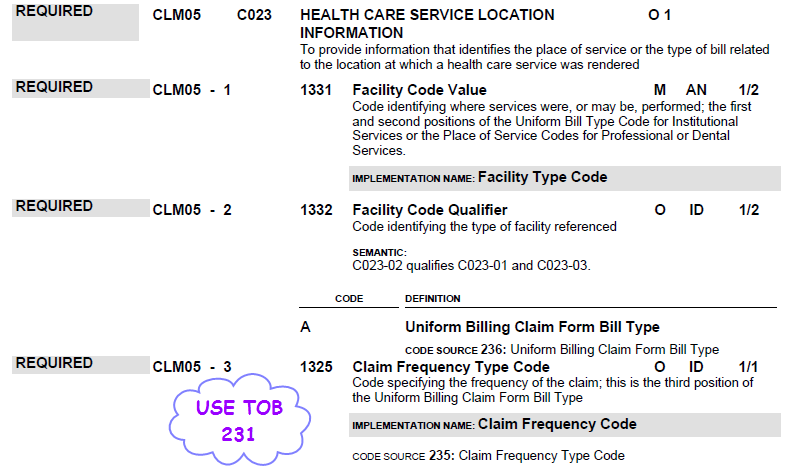 REQUIRED CLM05 C023 HEALTH CARE SERVICE LOCATION O 1
INFORMATION
To provide information that identifies the place of service or the type of bill related
to the location at which a health care service was rendered
REQUIRED CLM05 - 1 1331 Facility Code Value M AN 1/2
Code identifying where services were, or may be, performed; the first
and second positions of the Uniform Bill Type Code for Institutional
Services or the Place of Service Codes for Professional or Dental
Services.
IMPLEMENTATION NAME: Facility Type Code
REQUIRED CLM05 - 2 1332 Facility Code Qualifier O ID 1/2
Code identifying the type of facility referenced
SEMANTIC:
C023-02 qualifies C023-01 and C023-03.
CODE DEFINITION
A Uniform Billing Claim Form Bill Type
CODE SOURCE 236: Uniform Billing Claim Form Bill Type
REQUIRED CLM05 - 3 1325 Claim Frequency Type Code O ID 1/1
Code specifying the frequency of the claim; this is the third position of
the Uniform Billing Claim Form Bill Type
USE TOB
231
IMPLEMENTATION NAME: Claim Frequency Code
CODE SOURCE 235: Claim Frequency Type Code